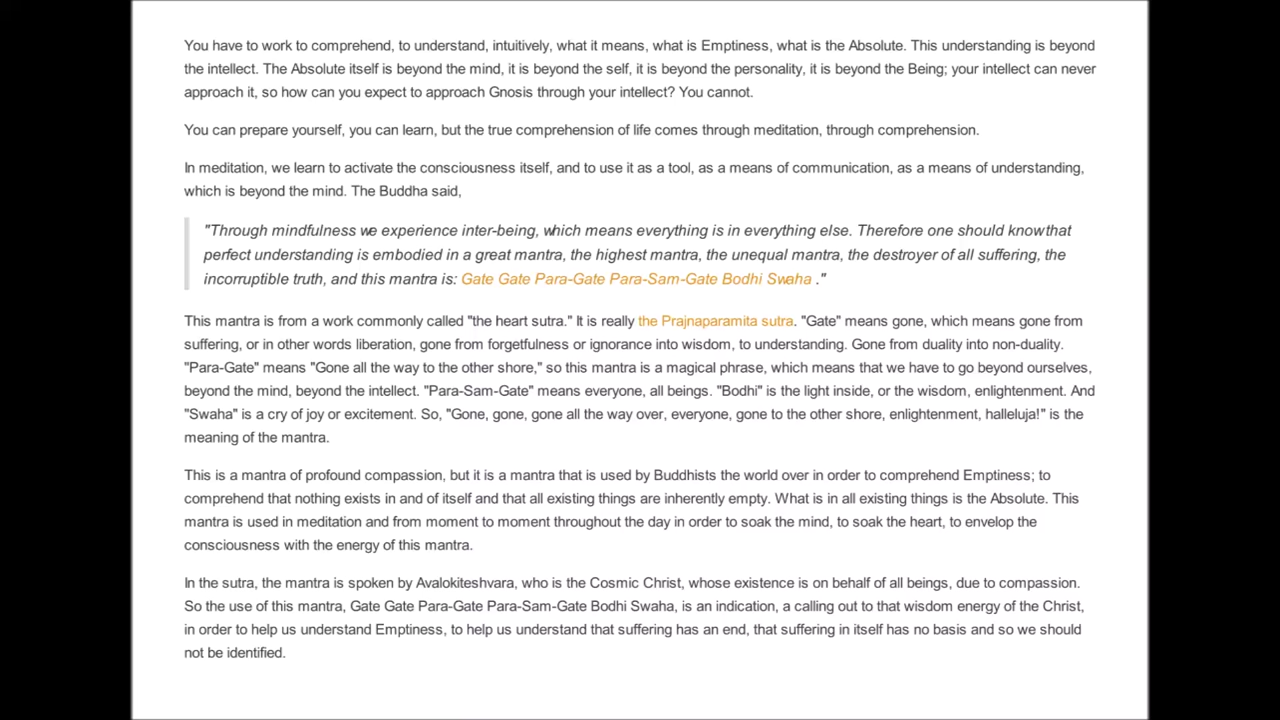 You have to work to comprehend, to understand, intuitively, what it means, what is Emptiness, what is the Absolute. This understanding is beyond
the intellect. The Absolute itself is beyond the mind, it is beyond the self, it is beyond the personality, it is beyond the Being; your intellect can never
approach it, so how can you expect to approach Gnosis through your intellect? You cannot.
You can prepare yourself, you can learn, but the true comprehension of life comes through meditation, through comprehension.
In meditation, we learn to activate the consciousness itself, and to use it as a tool, as a means of communication, as a means of understanding,
which is beyond the mind. The Buddha said,
"Through mindfulness we experience inter-being, which means everything is in everything else. Therefore one should knowthat
perfect understanding is embodied in a great mantra, the highest mantra, the unequal mantra, the destroyer of all suffering, the
incorruptible truth, and this mantra is: Gate Gate Para-Gate Para-Sam-Gate Bodhi Swaha ."
This mantra is from a work commonly called "the heart sutra." It is really the Prajnaparamita sutra. "Gate" means gone, which means gone from
suffering, or in other words liberation, gone from forgetfulness or ignorance into wisdom, to understanding. Gone from duality into non-duality.
"Para-Gate" means "Gone all the way to the other shore," so this mantra is a magical phrase, which means that we have to go beyond ourselves,
beyond the mind, beyond the intellect. "Para-Sam-Gate" means everyone, all beings. "Bodhi" is the light inside, or the wisdom, enlightenment. And
"Swaha" is a cry of joy or excitement. So, "Gone, gone, gone all the way over, everyone, gone to the other shore, enlightenment, halleluja!" is the
meaning of the mantra.
This is a mantra of profound compassion, but it is a mantra that is used by Buddhists the world over in order to comprehend Emptiness; to
comprehend that nothing exists in and of itself and that all existing things are inherently empty. What is in all existing things is the Absolute. This
mantra is used in meditation and from moment to moment throughout the day in order to soak the mind, to soak the heart, to envelop the
consciousness with the energy of this mantra.
In the sutra, the mantra is spoken by Avalokiteshvara, who is the Cosmic Christ, whose existence is on behalf of all beings, due to compassion.
So the use of this mantra, Gate Gate Para-Gate Para-Sam-Gate Bodhi Swaha, is an indication, a calling out to that wisdom energy of the Christ,
in order to help us understand Emptiness, to help us understand that suffering has an end, that suffering in itself has no basis and so we should
not be identified.